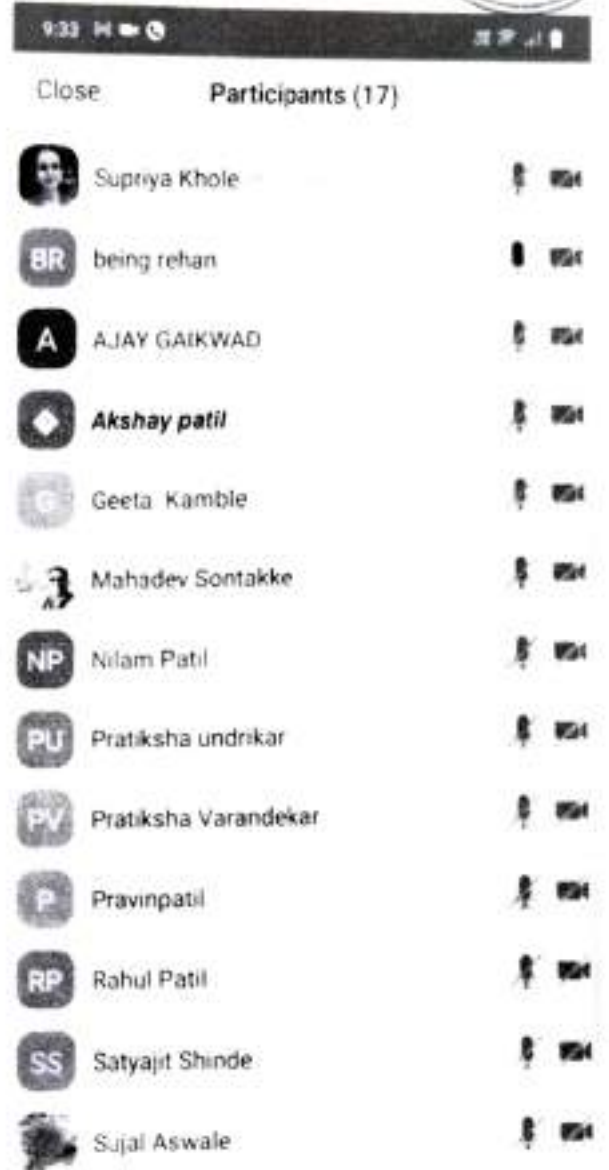 9:33
Close Participants (17)
Supriya Khole
BR being rehan
A AJAY GAIKWAD
Akshay patil
G Geeta Kamble
Mahadev Sontakke
NP Nilam Patil
PU Pratiksha undrikar
PV Pratiksha Varandekar
P Pravinpatil
RP Rahul Patil
SS Satyajit Shinde
Sujal Aswale